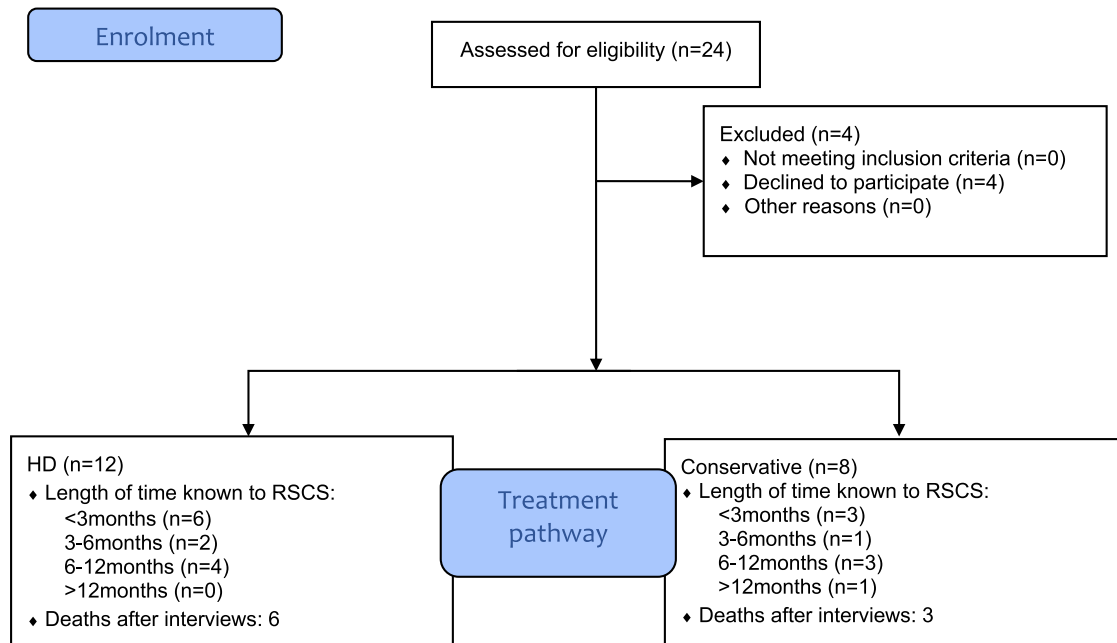 Enrolment
Assessed for eligibility (n=24)
Excluded (n=4)
♦ Not meeting inclusion criteria (n=0)
♦ Declined to participate (n=4)
♦ Other reasons (n=0)
HD (n=12)
♦ Length of time known to RSCS:
<3months (n=6)
3-6months (n=2)
6-12months (n=4)
>12months (n=0)
♦ Deaths after interviews: 6
Treatment
pathway
Conservative (n=8)
♦ Length of time known to RSCS:
<3months (n=3)
3-6months (n=1)
6-12months (n=3)
>12months (n=1)
♦ Deaths after interviews: 3